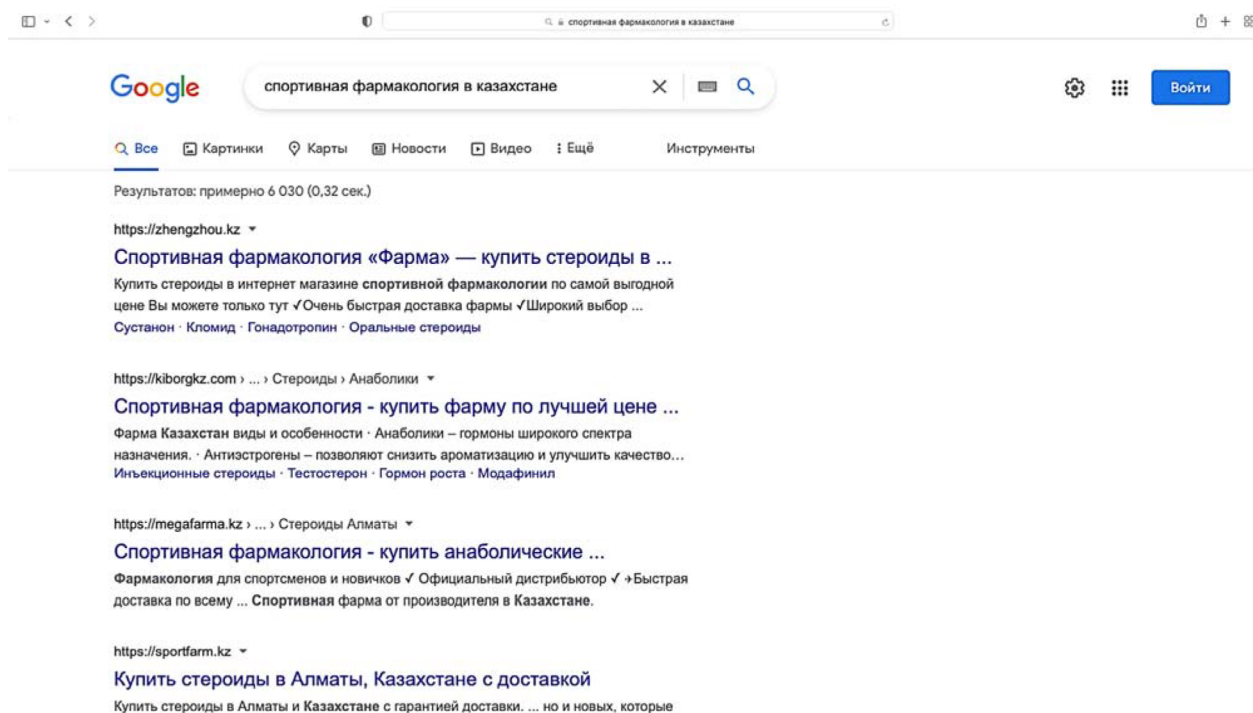 спортивная фармакология в казахстане
Google
спортивная фармакология в казахстане
Войти
Все Картинки Карты Новости Видео Ещё Инструменты
Результатов: примерно 6 030 (0,32 сек.)
https://zhengzhou.kz
Спортивная фармакология «Фарма» — купить стероиды в ...
Купить стероиды в интернет магазине спортивной фармакологии по самой выгодной
цене Вы можете только тут ✓Очень быстрая доставка фармы ✓Широкий выбор ...
Сустанон · Кломид · Гонадотропин · Оральные стероиды
https://kiborgkz.com › ... › Стероиды › Анаболики
Спортивная фармакология - купить фарму по лучшей цене ...
Фарма Казахстан виды и особенности · Анаболики – гормоны широкого спектра
назначения. · Антиэстрогены – позволяют снизить ароматизацию и улучшить качество...
Инъекционные стероиды · Тестостерон · Гормон роста · Модафинил
https://megafarma.kz › ... › Стероиды Алматы
Спортивная фармакология - купить анаболические ...
Фармакология для спортсменов и новичков ✓ Официальный дистрибьютор ✓ ✈Быстрая
доставка по всему ... Спортивная фарма от производителя в Казахстане.
https://sportfarm.kz
Купить стероиды в Алматы, Казахстане с доставкой
Купить стероиды в Алматы и Казахстане с гарантией доставки. ... но и новых, которые